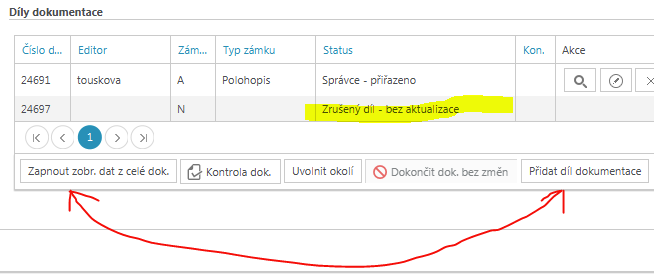 Díly dokumentace
Číslo d... Editor Zám... Typ zámku Status Kon. Akce
24691 touskova A Polohopis Správce - přiřazeno
24697 N Zrušený díl - bez aktualizace
1
Zapnout zobr. dat z celé dok. Kontrola dok. Uvolnit okolí Dokončit dok. bez změn Přidat díl dokumentace